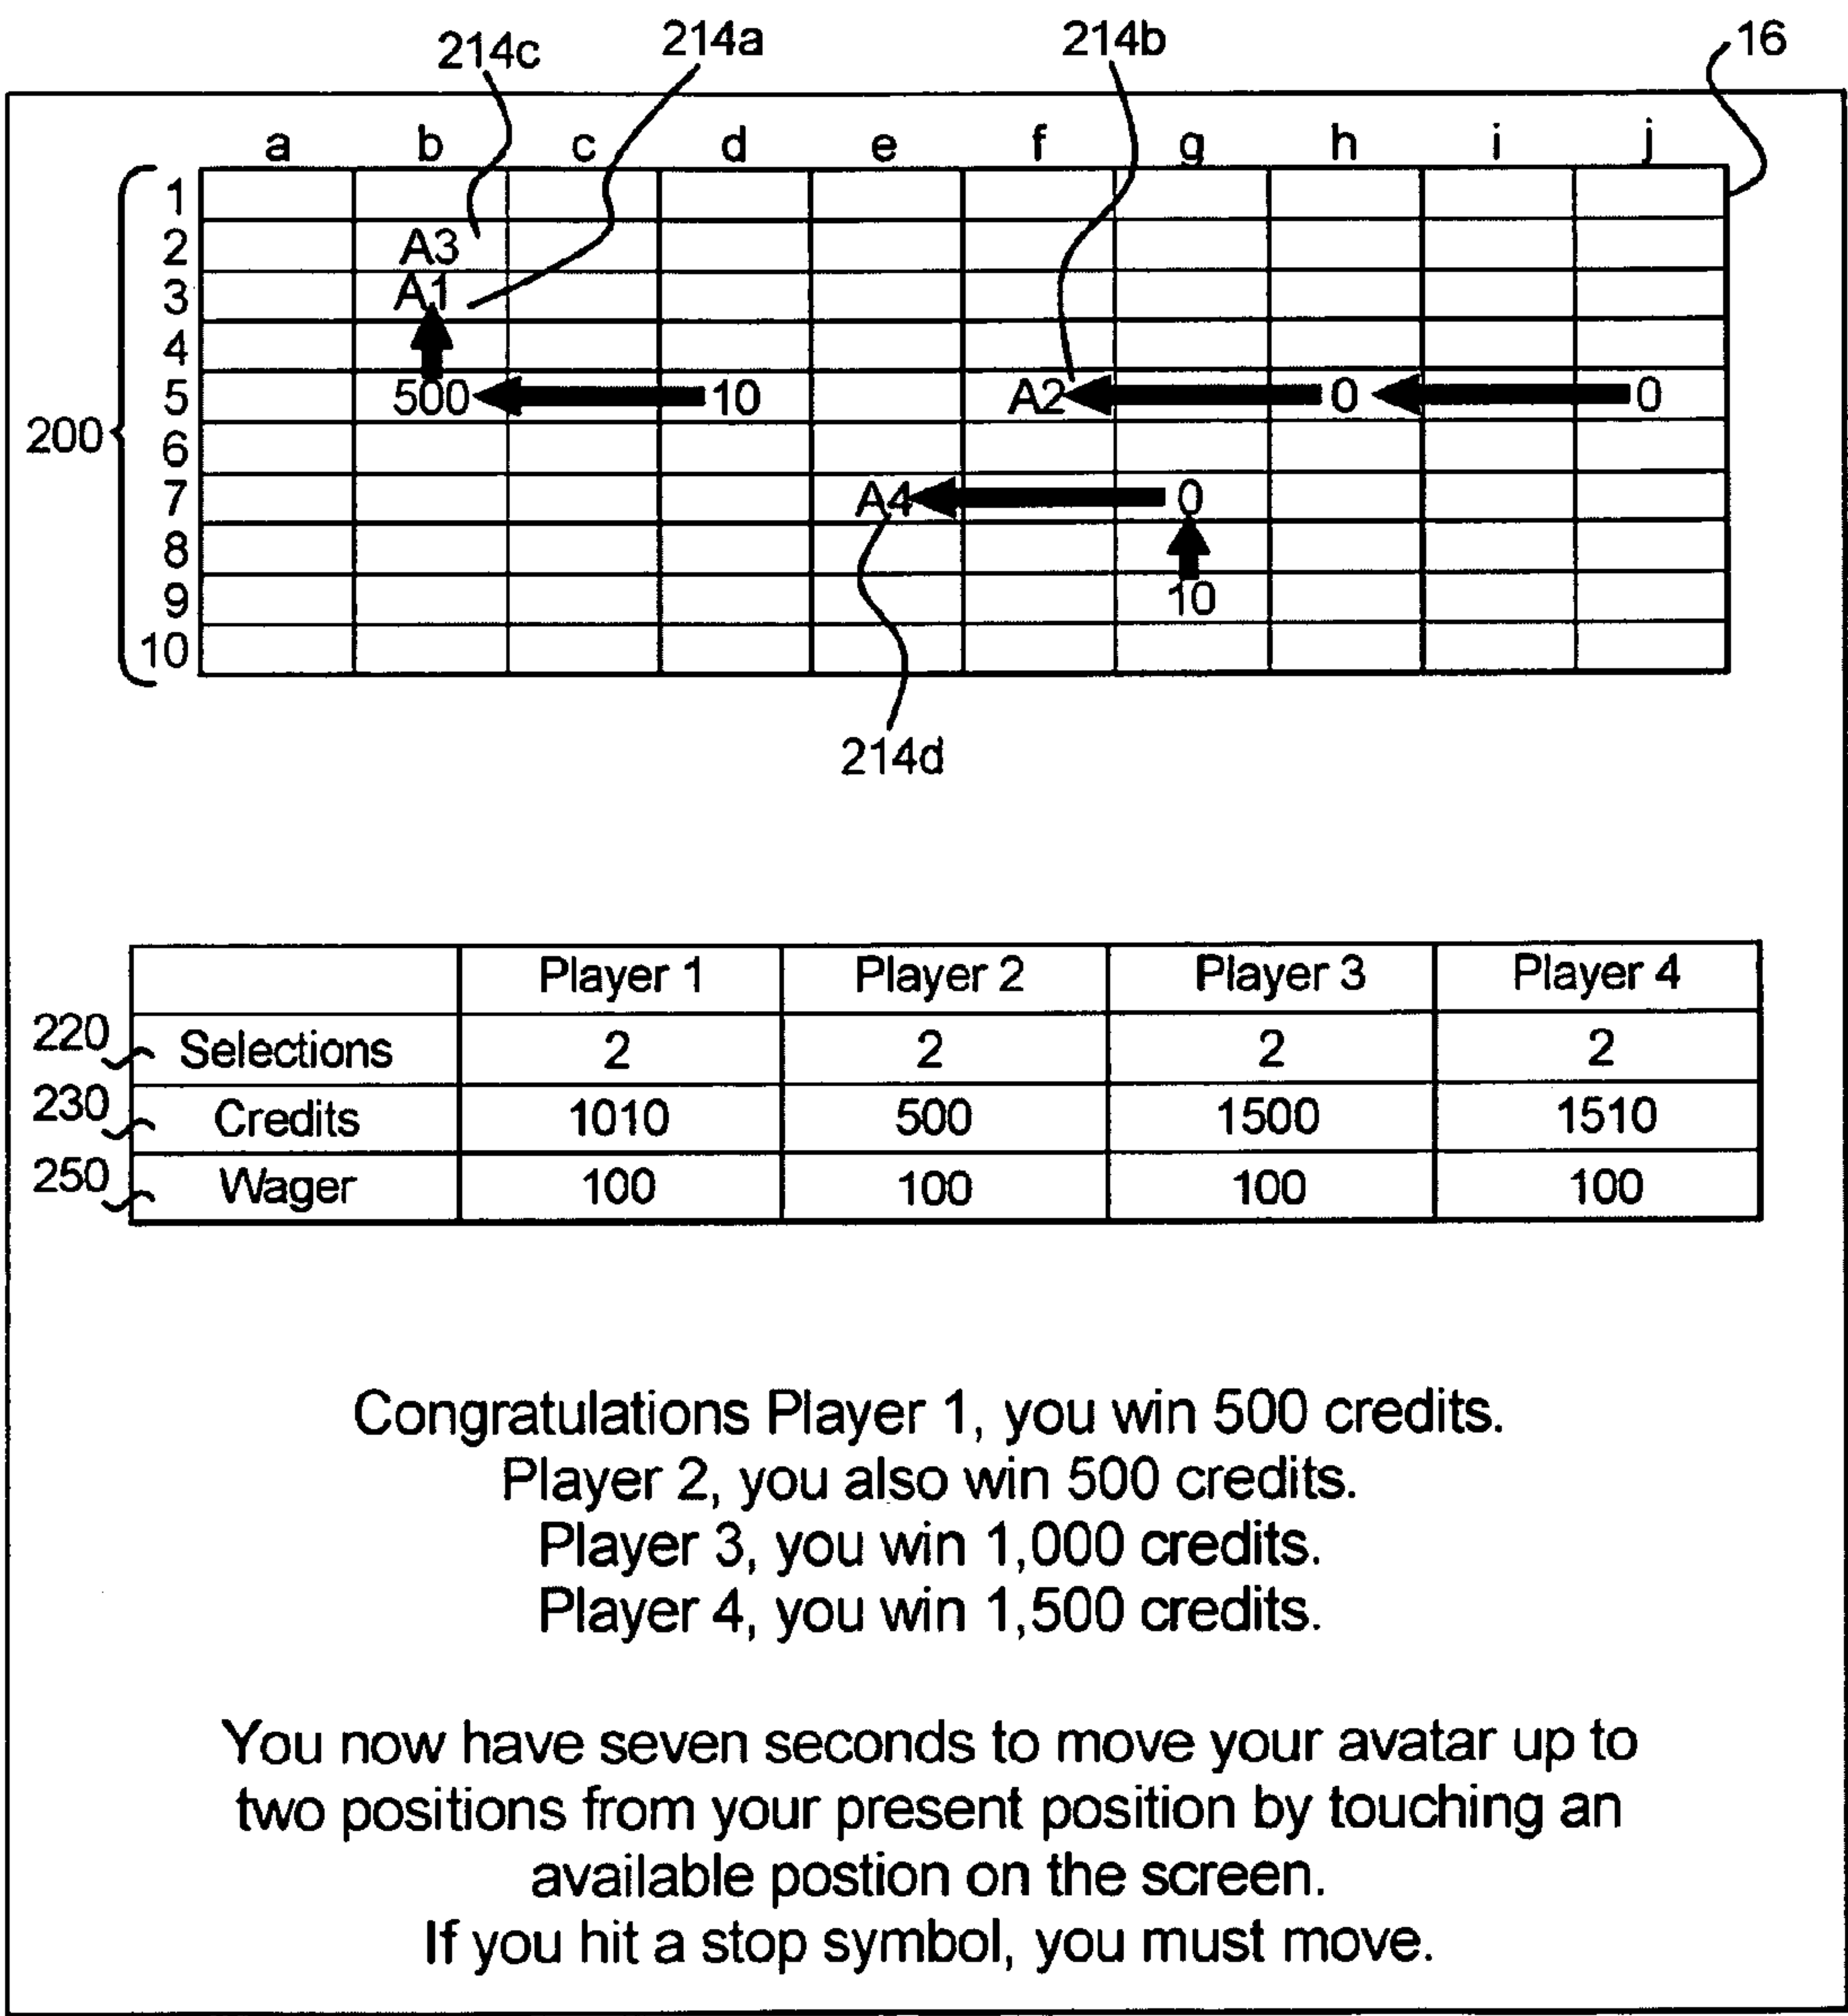 214c 214a 214b 16
a b c d e f g h i j
1
2 A3
3 A1
4
200 5 500 10 A2 0 0
6
7 A4 0
8
9 10
10
214d
Player 1 Player 2 Player 3 Player 4
220 Selections 2 2 2 2
230 Credits 1010 500 1500 1510
250 Wager 100 100 100 100
Congratulations Player 1, you win 500 credits.
Player 2, you also win 500 credits.
Player 3, you win 1,000 credits.
Player 4, you win 1,500 credits.
You now have seven seconds to move your avatar up to
two positions from your present position by touching an
available postion on the screen.
If you hit a stop symbol, you must move.